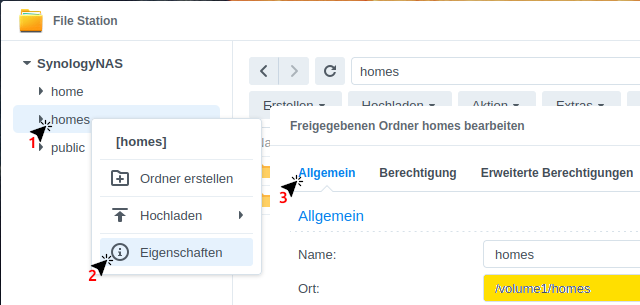 File Station
SynologyNAS
home
homes
public
homes
Erstellen Hochladen Aktion Extras
1
[homes]
Ordner erstellen
Hochladen
Eigenschaften
2
Freigegebenen Ordner homes bearbeiten
Allgemein Berechtigung Erweiterte Berechtigungen
3
Allgemein
Name: homes
Ort: /volume1/homes